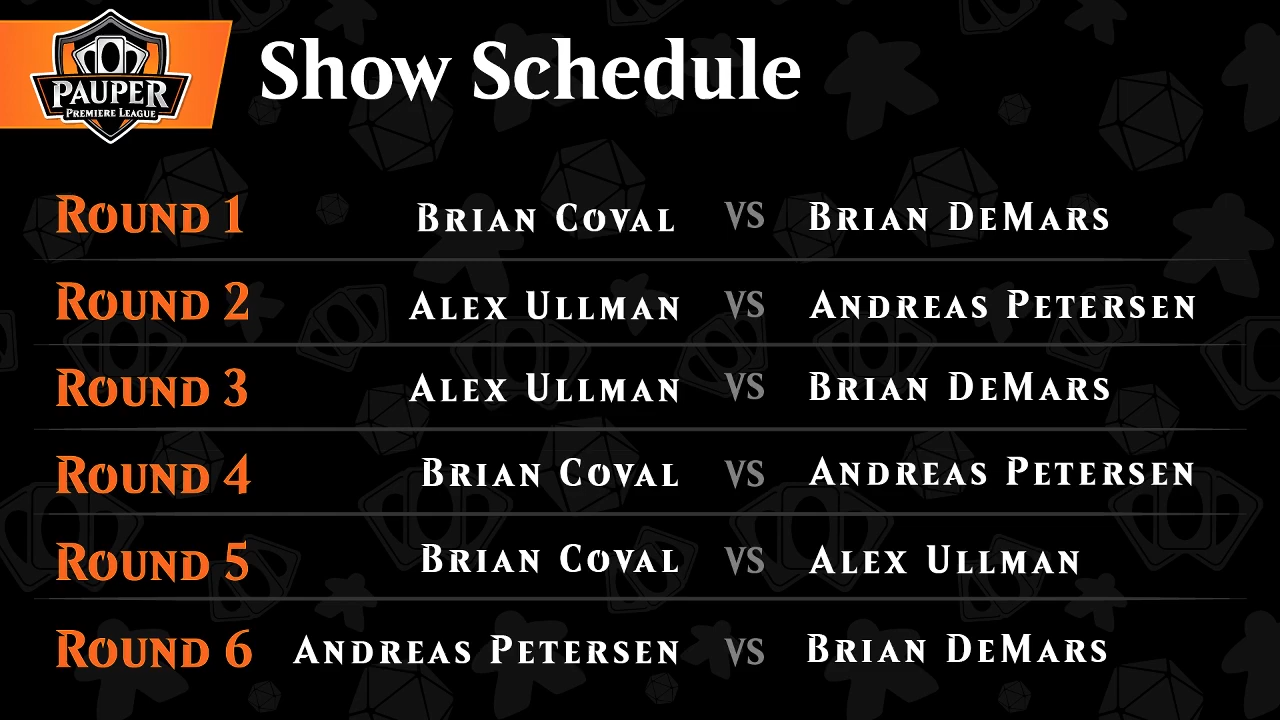 PAUPER
PREMIERE LEAGUE
Show Schedule
ROUND 1 BRIAN COVAL VS BRIAN DEMARS
ROUND 2 ALEX ULLMAN VS ANDREAS PETERSEN
ROUND 3 ALEX ULLMAN VS BRIAN DEMARS
ROUND 4 BRIAN COVAL VS ANDREAS PETERSEN
ROUND 5 BRIAN COVAL VS ALEX ULLMAN
ROUND 6 ANDREAS PETERSEN VS BRIAN DEMARS